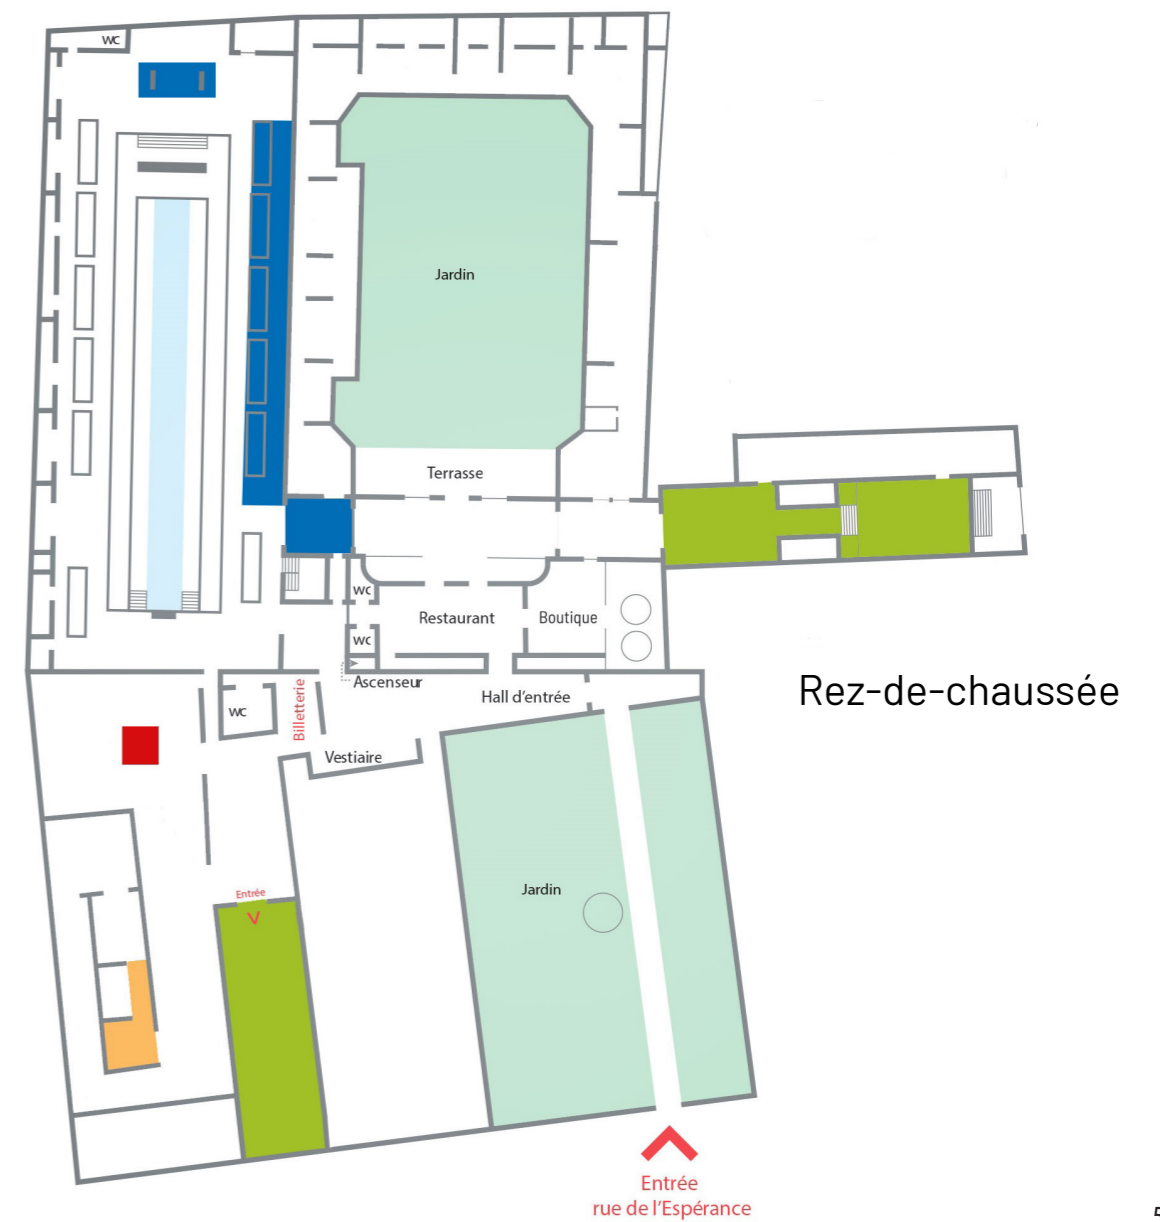 WC
Jardin
Terrasse
WC
Restaurant
Boutique
WC
Ascenseur
Rez-de-chaussée
Hall d'entrée
WC
Billetterie
Vestiaire
Jardin
Entrée
Entrée
rue de l'Espérance